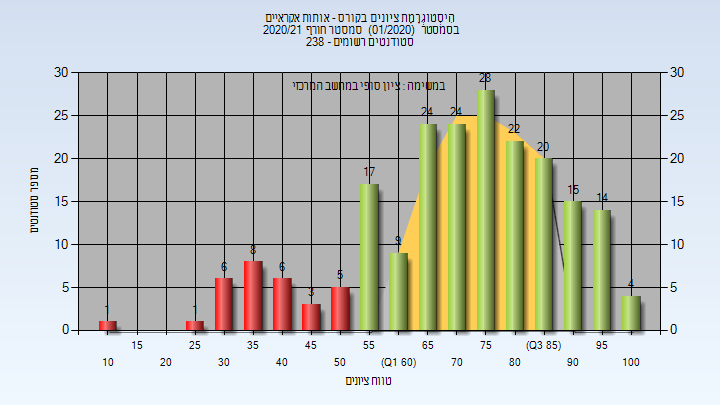 היסטוגרמת ציונים בקורס - אותות אקראיים
בסמסטר (01/2020) סמסטר חורף 2020/21
סטודנטים רשומים - 238
במשימה : ציון סופי במחשב המרכזי
מספר סטודנטים
30 25 20 15 10 5 0
1 1 6 8 6 3 5 17 9 24 24 28 22 20 15 14 4
30 25 20 15 10 5 0
15 25 35 45 55 65 75 (Q3 85) 95
10 20 30 40 50 (Q1 60) 70 80 90 100
טווח ציונים